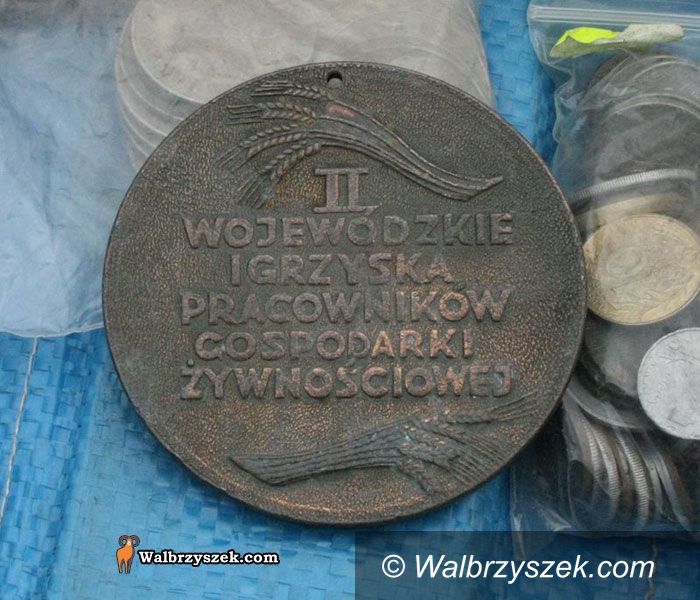 II
WOJEWÓDZKIE
IGRZYSKA
PRACOWNIKÓW
GOSPODARKI
ŻYWNOŚCIOWEJ
Walbrzyszek.com
© Walbrzyszek.com